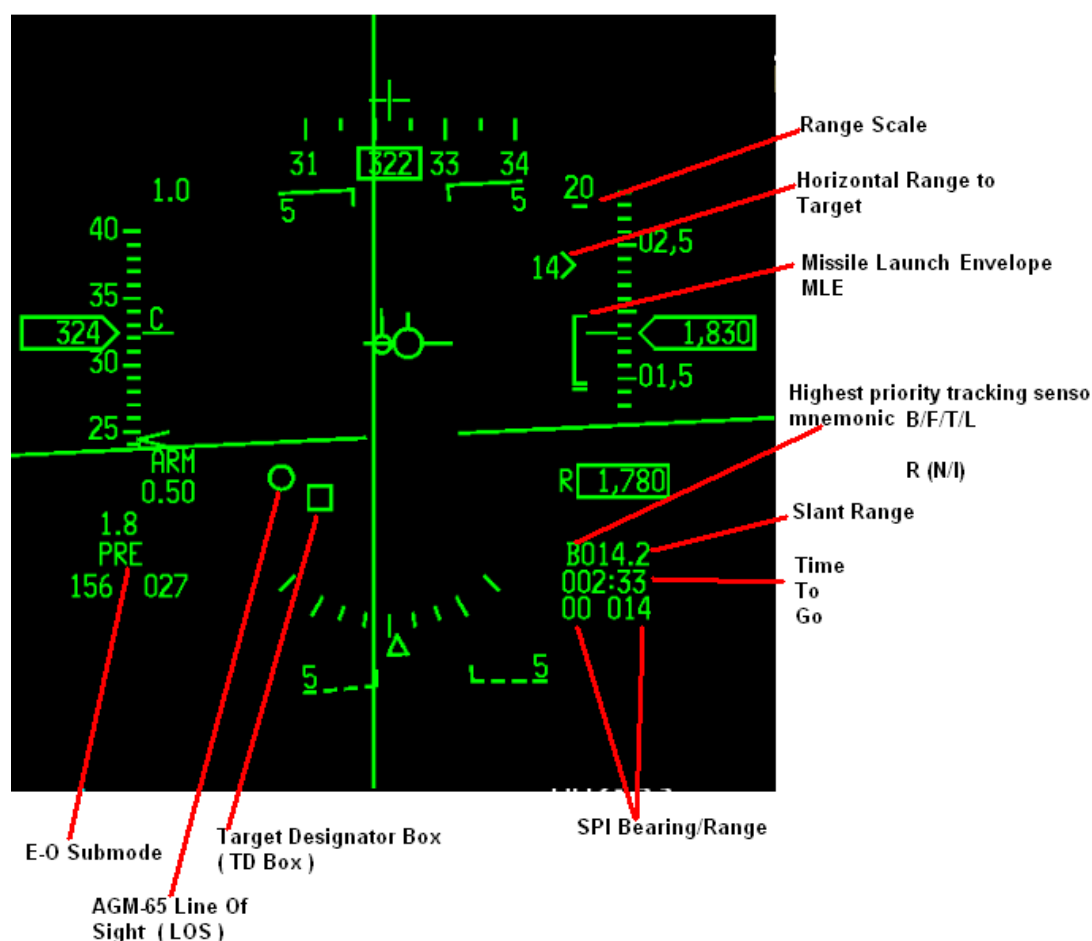 31 322 33 34
1.0
5 5
20
Range Scale
Horizontal Range to
Target
40
02,5
14
35
Missile Launch Envelope
MLE
324 C
1,830
30
01,5
Highest priority tracking senso
mnemonic B/F/T/L
R (N/I)
25
ARM
0.50
R 1,780
Slant Range
1.8
PRE
156 027
B014.2
002:33
00 014
Time
To
Go
5 5
SPI Bearing/Range
E-O Submode
Target Designator Box
( TD Box )
AGM-65 Line Of
Sight ( LOS )